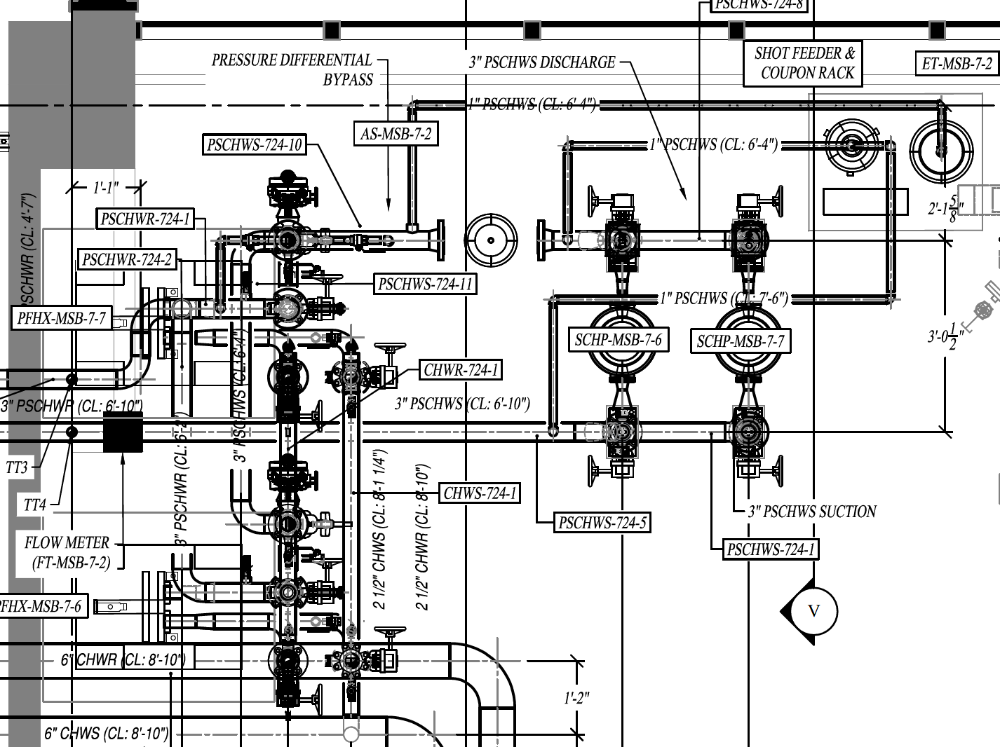 PSCHWS-724-8
PRESSURE DIFFERENTIAL
BYPASS
3" PSCHWS DISCHARGE
SHOT FEEDER &
COUPON RACK
ET-MSB-7-2
1" PSCHWS (CL: 6'-4")
AS-MSB-7-2
PSCHWS-724-10
1" PSCHWS (CL: 6'-4")
1'-1"
PSCHWR (CL: 4'-7")
PSCHWR-724-1
2'-1 5/8"
PSCHWR-724-2
PSCHWS-724-11
1" PSCHWS (CL: 7'-6")
PFHX-MSB-7-7
SCHP-MSB-7-6
SCHP-MSB-7-7
3'-0 1/2"
CHWR-724-1
3" PSCHWR (CL: 6'-10")
3" PSCHWS (CL: 6'-4")
3" PSCHWS (CL: 6'-10")
3" PSCHWR (CL: 6'-2")
TT3
TT4
2 1/2" CHWS (CL: 8'-1 1/4")
2 1/2" CHWR (CL: 8'-10")
CHWS-724-1
PSCHWS-724-5
3" PSCHWS SUCTION
FLOW METER
(FT-MSB-7-2)
PSCHWS-724-1
PFHX-MSB-7-6
V
6" CHWR (CL: 8'-10")
1'-2"
6" CHWS (CL: 8'-10")